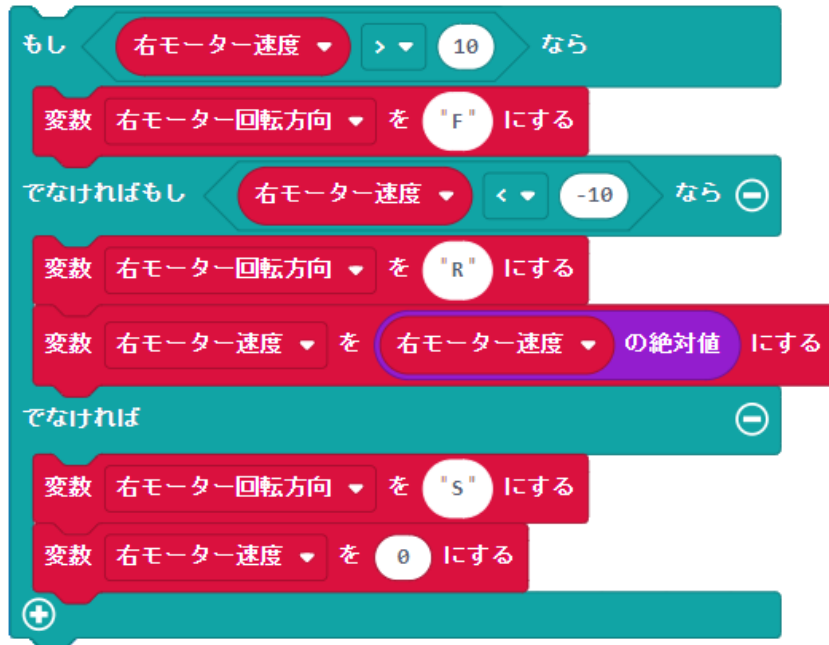 もし 右モーター速度 > 10 なら
変数 右モーター回転方向 を "F" にする
でなければもし 右モーター速度 < -10 なら
変数 右モーター回転方向 を "R" にする
変数 右モーター速度 を 右モーター速度 の絶対値 にする
でなければ
変数 右モーター回転方向 を "S" にする
変数 右モーター速度 を 0 にする